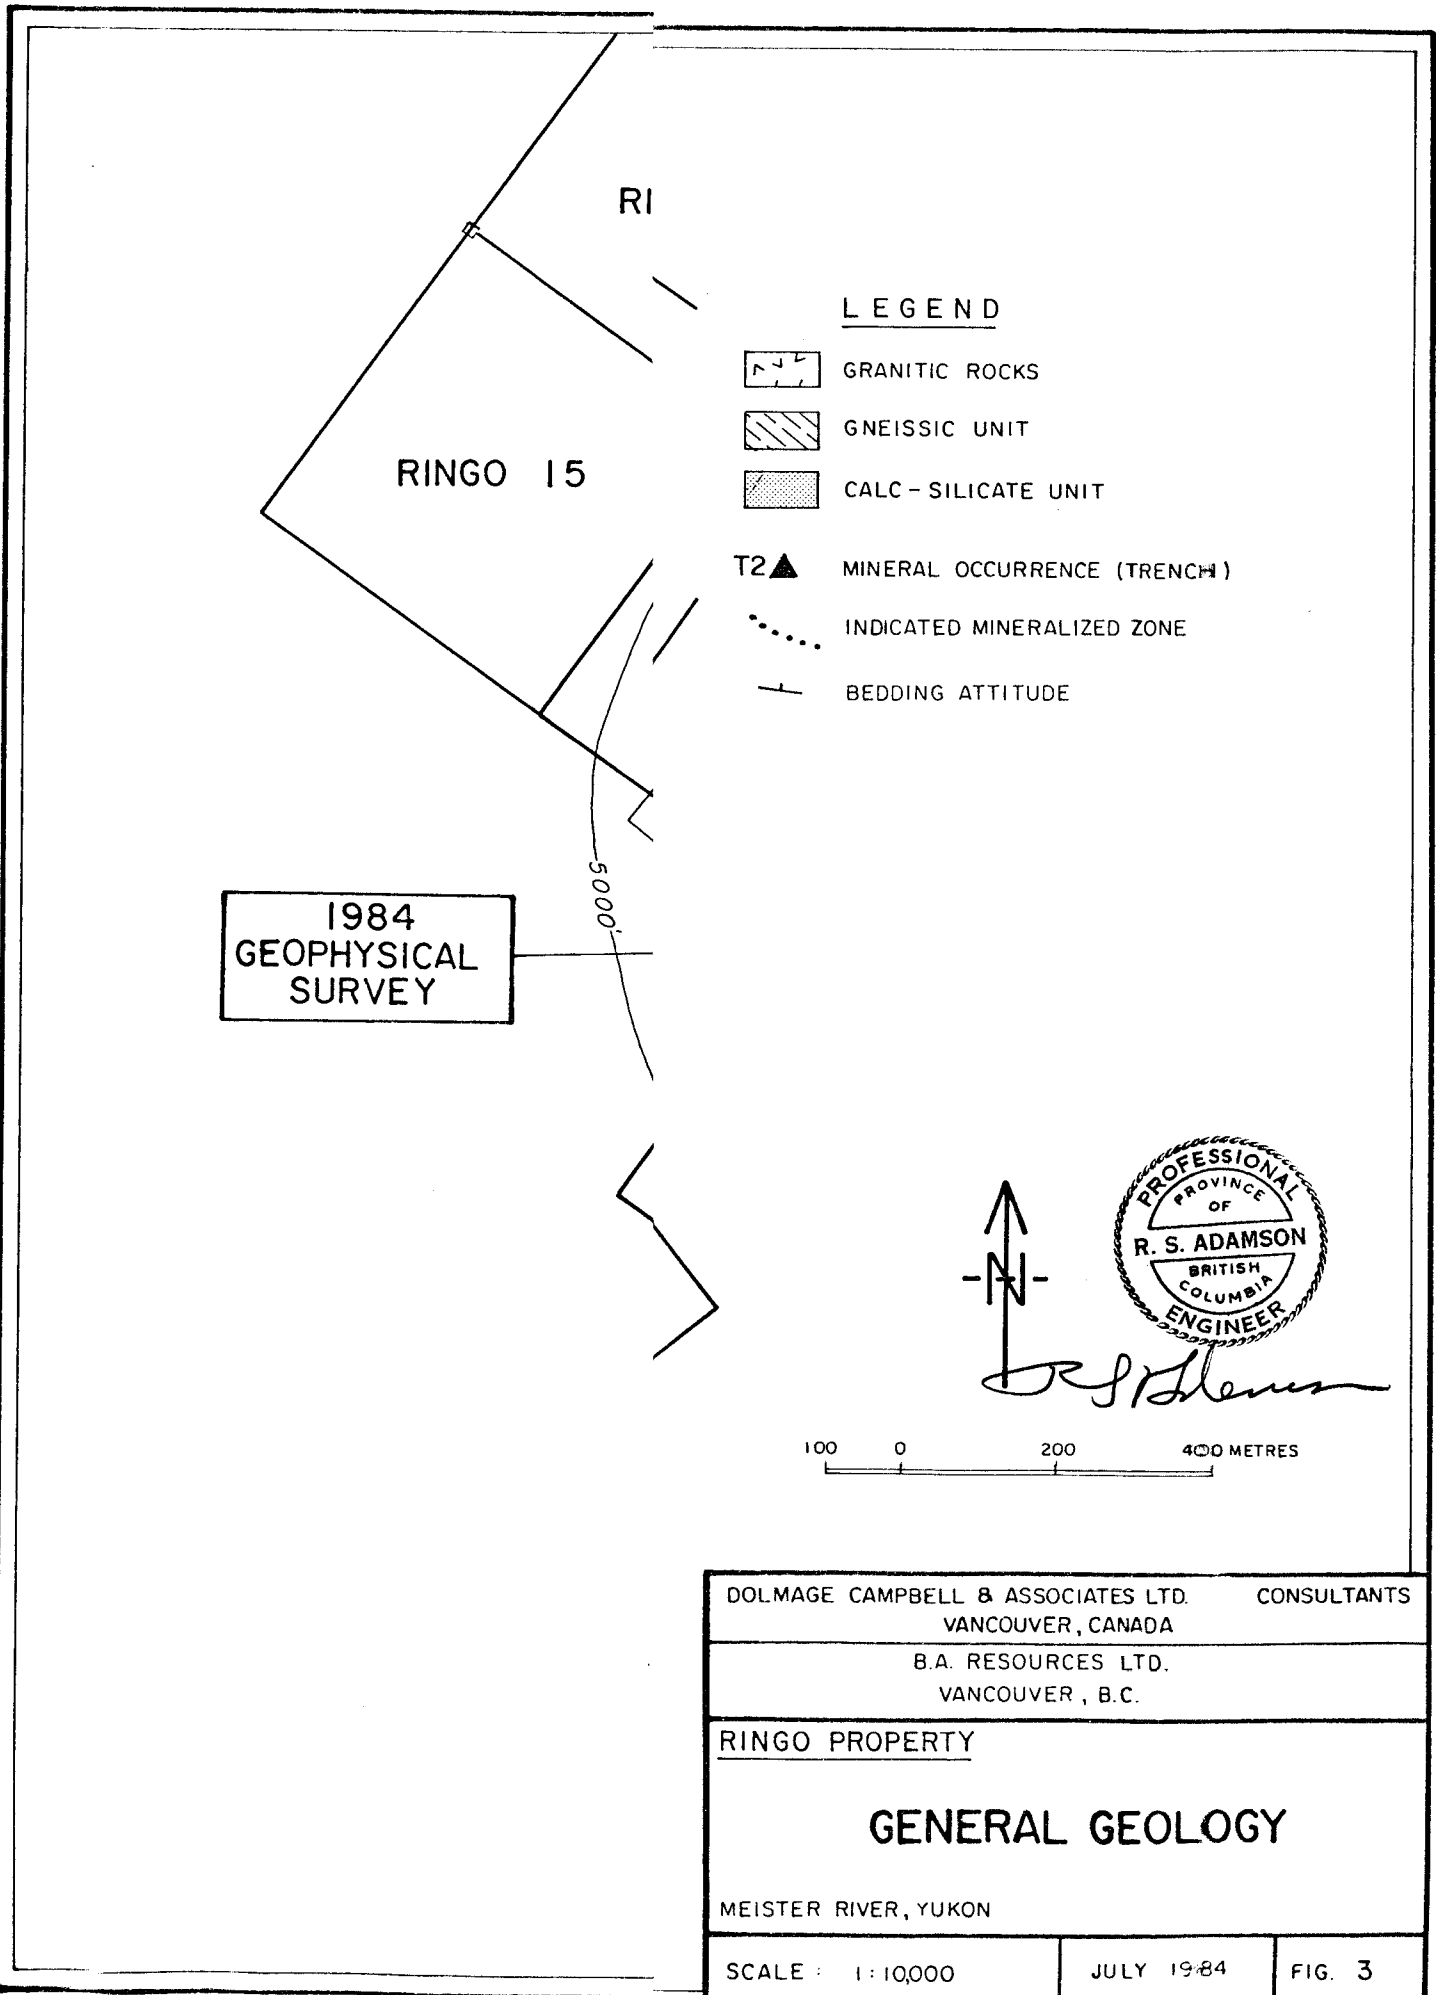 RI
RINGO 15
5000'
1984
GEOPHYSICAL
SURVEY
LEGEND
GRANITIC ROCKS
GNEISSIC UNIT
CALC-SILICATE UNIT
T2 MINERAL OCCURRENCE (TRENCH)
INDICATED MINERALIZED ZONE
BEDDING ATTITUDE
N
PROFESSIONAL
PROVINCE
OF
R. S. ADAMSON
BRITISH
COLUMBIA
ENGINEER
100 0 200 400 METRES
DOLMAGE CAMPBELL & ASSOCIATES LTD. CONSULTANTS
VANCOUVER, CANADA
B.A. RESOURCES LTD.
VANCOUVER, B.C.
RINGO PROPERTY
GENERAL GEOLOGY
MEISTER RIVER, YUKON
SCALE : 1:10,000 JULY 1984 FIG. 3